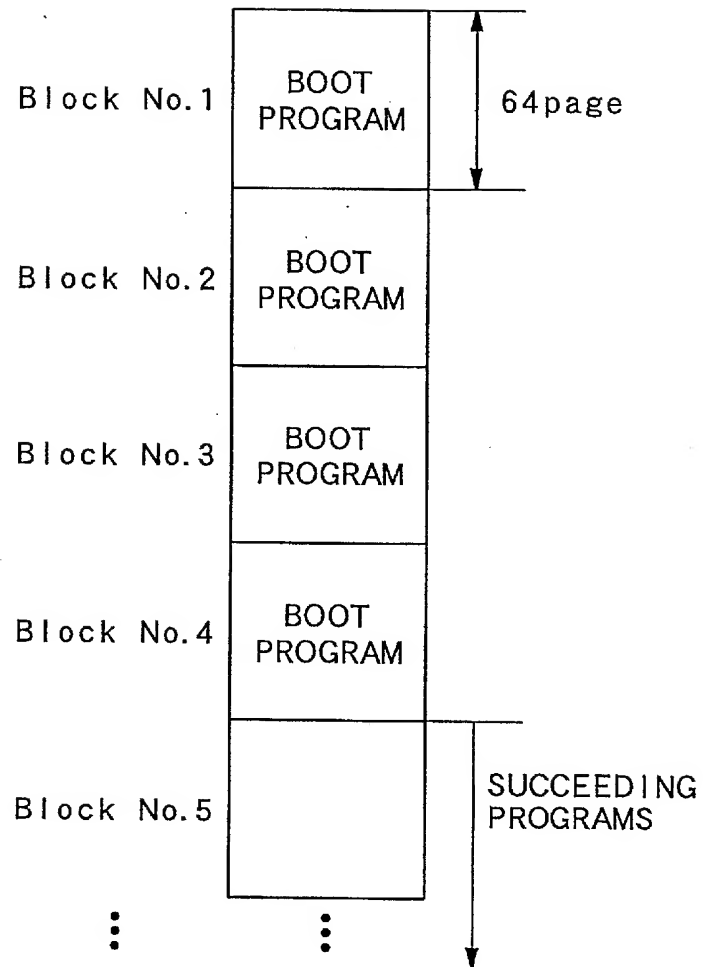 Block No.1
BOOT
PROGRAM
64page
Block No.2
BOOT
PROGRAM
Block No.3
BOOT
PROGRAM
Block No.4
BOOT
PROGRAM
Block No.5
SUCCEEDING
PROGRAMS